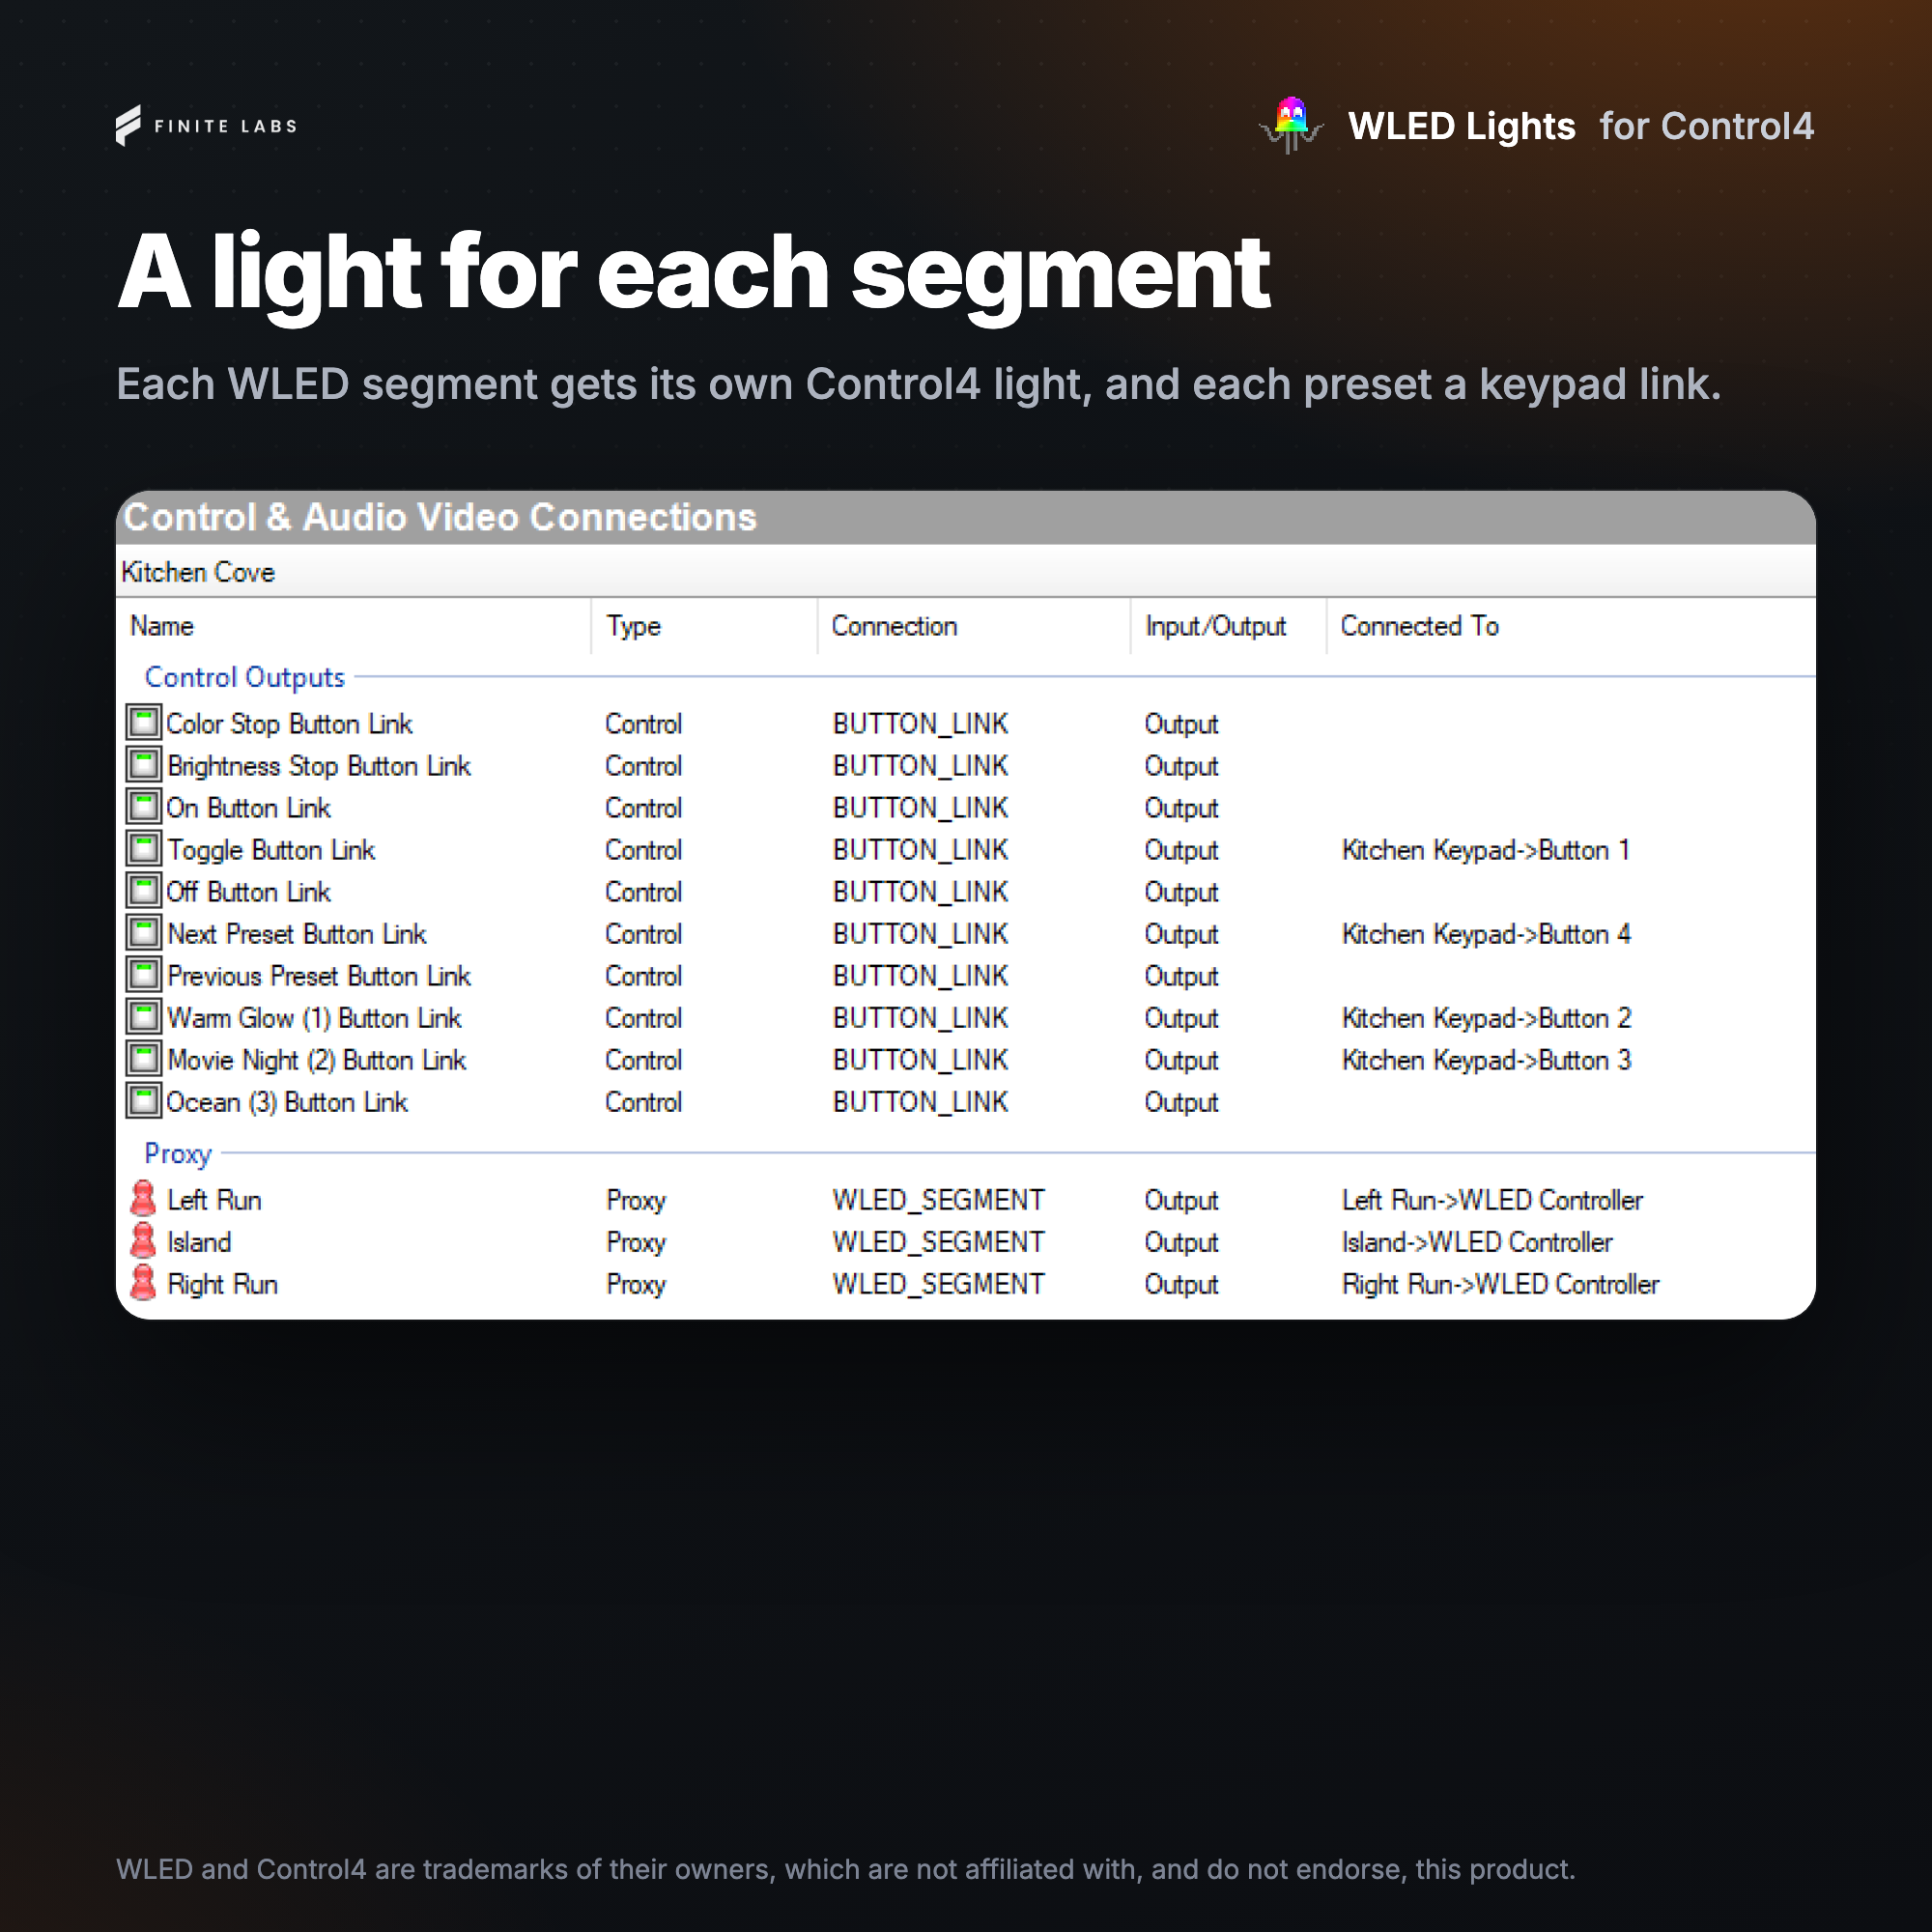 FINITE LABS
WLED Lights for Control4
A light for each segment
Each WLED segment gets its own Control4 light, and each preset a keypad link.
Control & Audio Video Connections
Kitchen Cove
Name Type Connection Input/Output Connected To
Control Outputs
Color Stop Button Link Control BUTTON_LINK Output
Brightness Stop Button Link Control BUTTON_LINK Output
On Button Link Control BUTTON_LINK Output
Toggle Button Link Control BUTTON_LINK Output Kitchen Keypad->Button 1
Off Button Link Control BUTTON_LINK Output
Next Preset Button Link Control BUTTON_LINK Output Kitchen Keypad->Button 4
Previous Preset Button Link Control BUTTON_LINK Output
Warm Glow (1) Button Link Control BUTTON_LINK Output Kitchen Keypad->Button 2
Movie Night (2) Button Link Control BUTTON_LINK Output Kitchen Keypad->Button 3
Ocean (3) Button Link Control BUTTON_LINK Output
Proxy
Left Run Proxy WLED_SEGMENT Output Left Run->WLED Controller
Island Proxy WLED_SEGMENT Output Island->WLED Controller
Right Run Proxy WLED_SEGMENT Output Right Run->WLED Controller
WLED and Control4 are trademarks of their owners, which are not affiliated with, and do not endorse, this product.